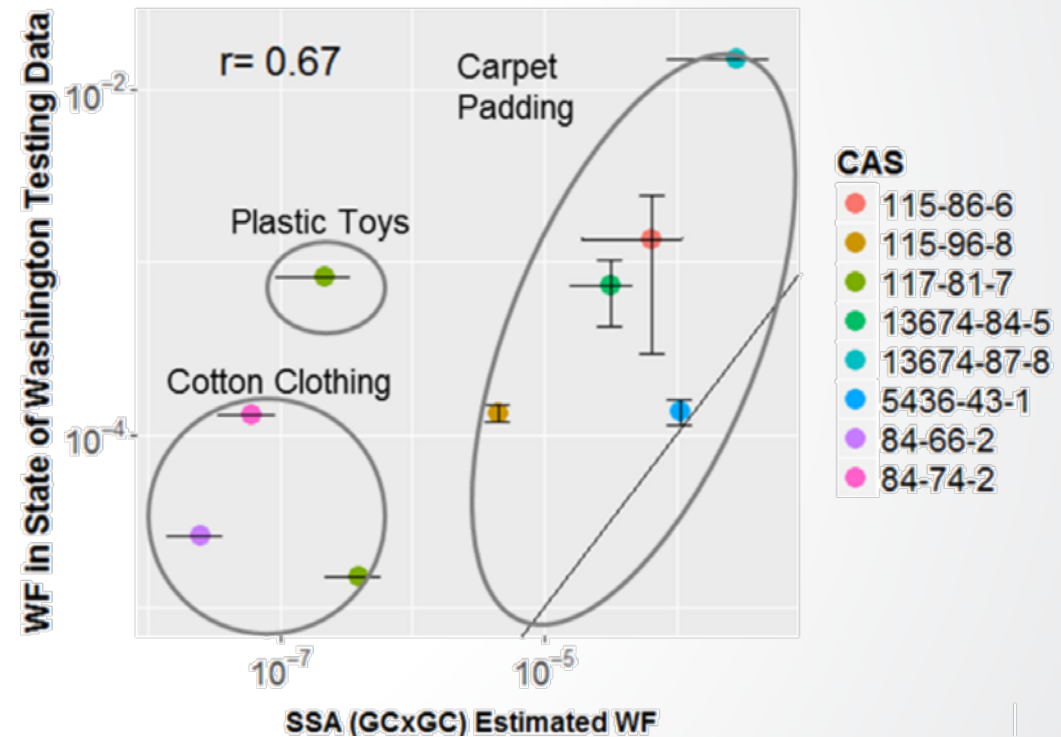 WF in State of Washington Testing Data
r= 0.67
Carpet
Padding
Plastic Toys
Cotton Clothing
10⁻²
10⁻⁴
10⁻⁷
10⁻⁵
SSA (GCxGC) Estimated WF
CAS
115-86-6
115-96-8
117-81-7
13674-84-5
13674-87-8
5436-43-1
84-66-2
84-74-2